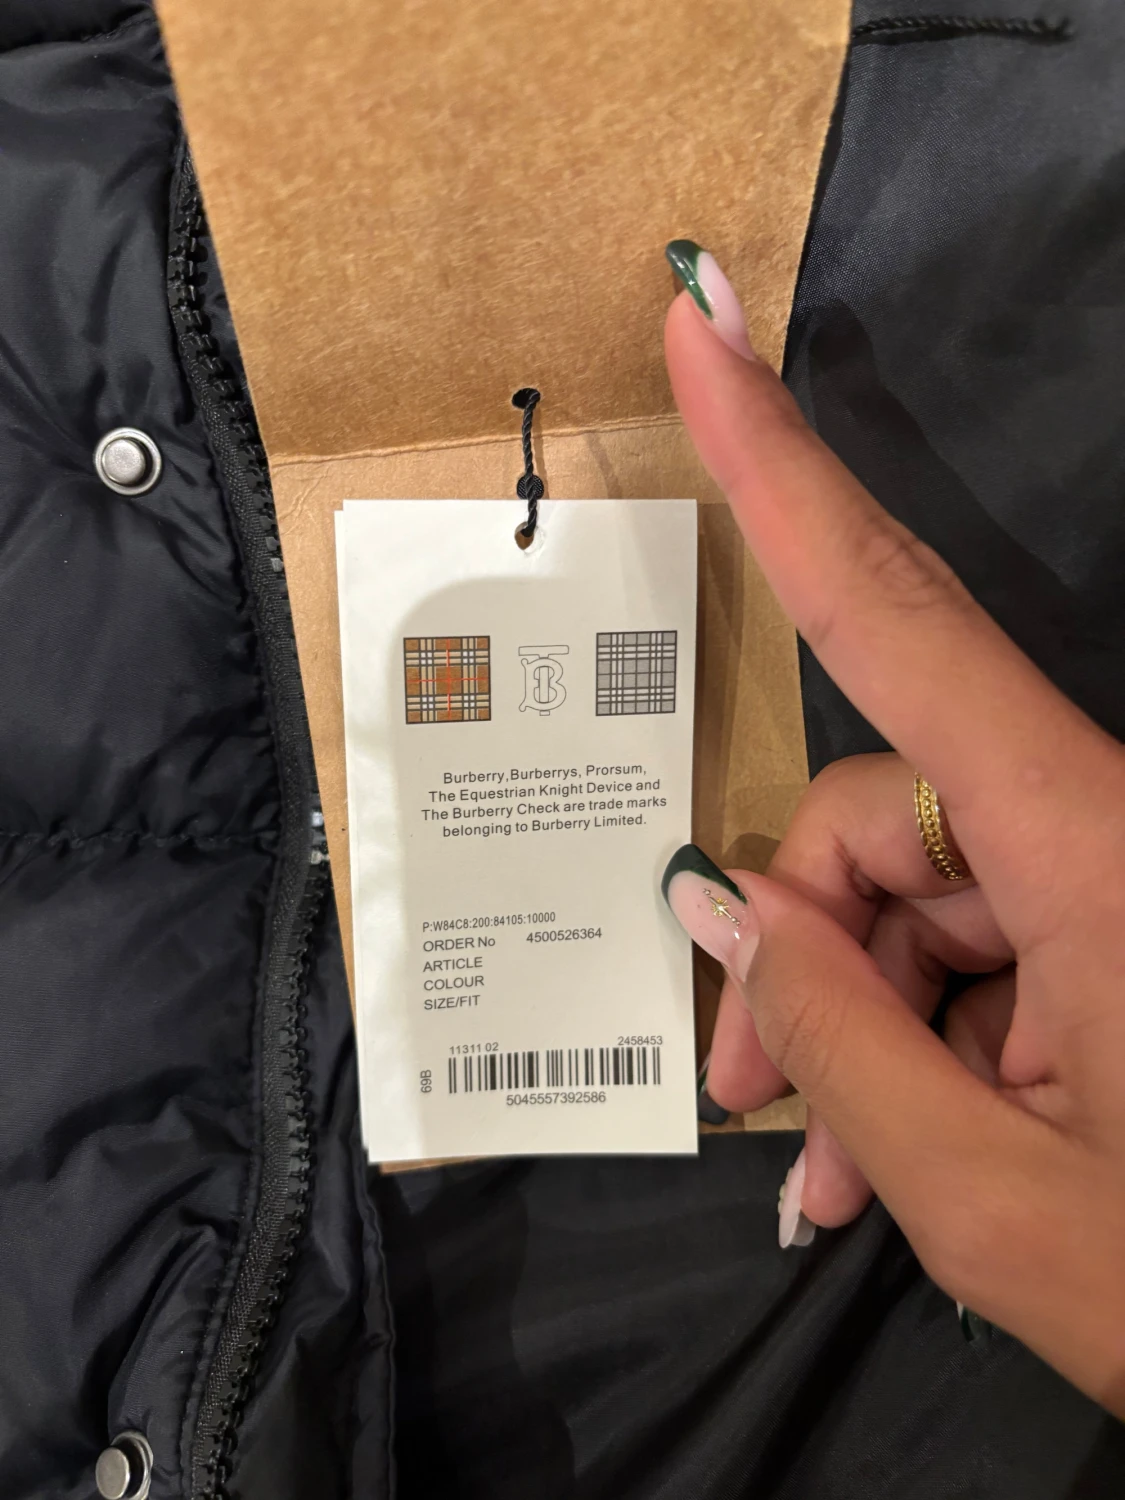 TB
Burberry,Burberrys, Prorsum,
The Equestrian Knight Device and
The Burberry Check are trade marks
belonging to Burberry Limited.
P:W84C8:200:84105:10000
ORDER No 4500526364
ARTICLE
COLOUR
SIZE/FIT
11311 02 2458453
69B
5045557392586